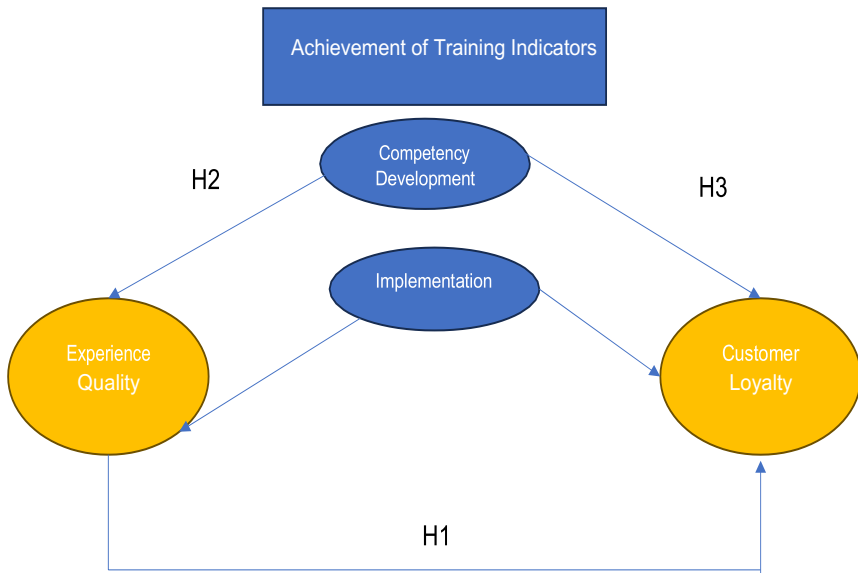 Achievement of Training Indicators
Competency
Development
H2
H3
Implementation
Experience
Quality
Customer
Loyalty
H1